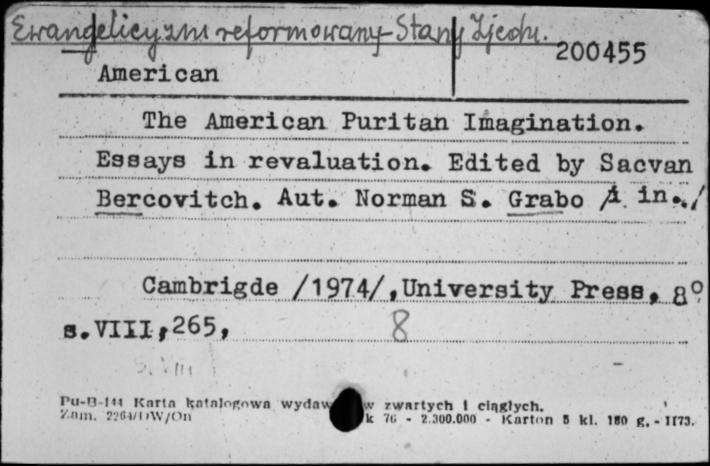 Ewangelicyzm reformowany - Stany Zjedn.
200455
American
The American Puritan Imagination.
Essays in revaluation. Edited by Sacvan
Bercovitch. Aut. Norman S. Grabo /i in./
Cambrigde /1974/,University Press, 8°
s.VIII,265,
8
s. VIII
Pu-B-144 Karta katalogowa wydaw w zwartych i ciągłych.
Zam. 2264/DW/On k 76 - 2.300.000 - Karton 5 kl. 180 g. - 1173.